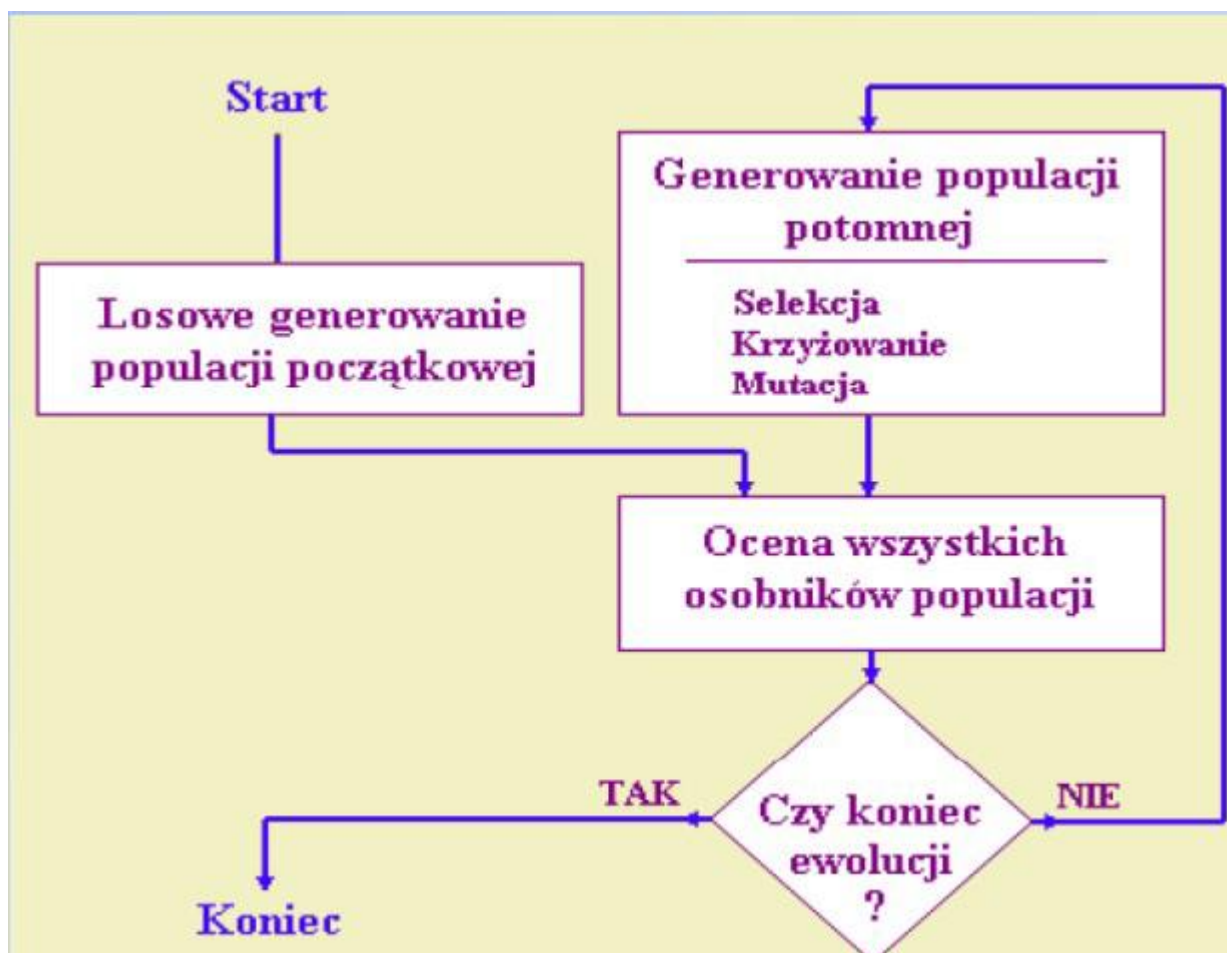 Start
Losowe generowanie
populacji początkowej
Generowanie populacji
potomnej
Selekcja
Krzyżowanie
Mutacja
Ocena wszystkich
osobników populacji
Czy koniec
ewolucji
?
TAK
NIE
Koniec